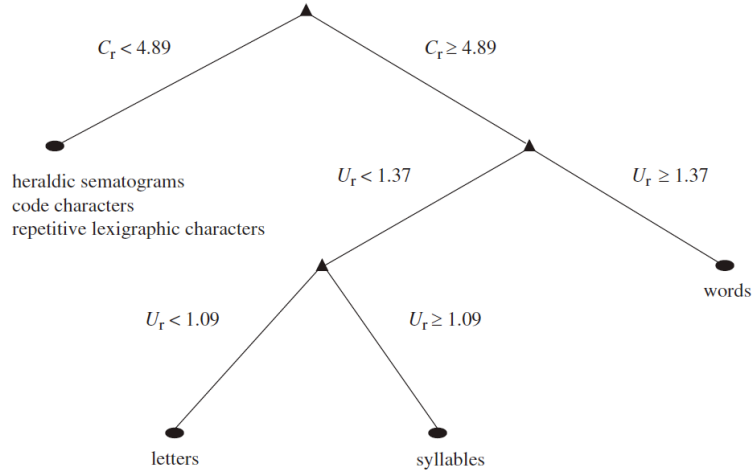 C_r < 4.89
C_r ≥ 4.89
heraldic sematograms
code characters
repetitive lexigraphic characters
U_r < 1.37
U_r ≥ 1.37
words
U_r < 1.09
U_r ≥ 1.09
letters
syllables